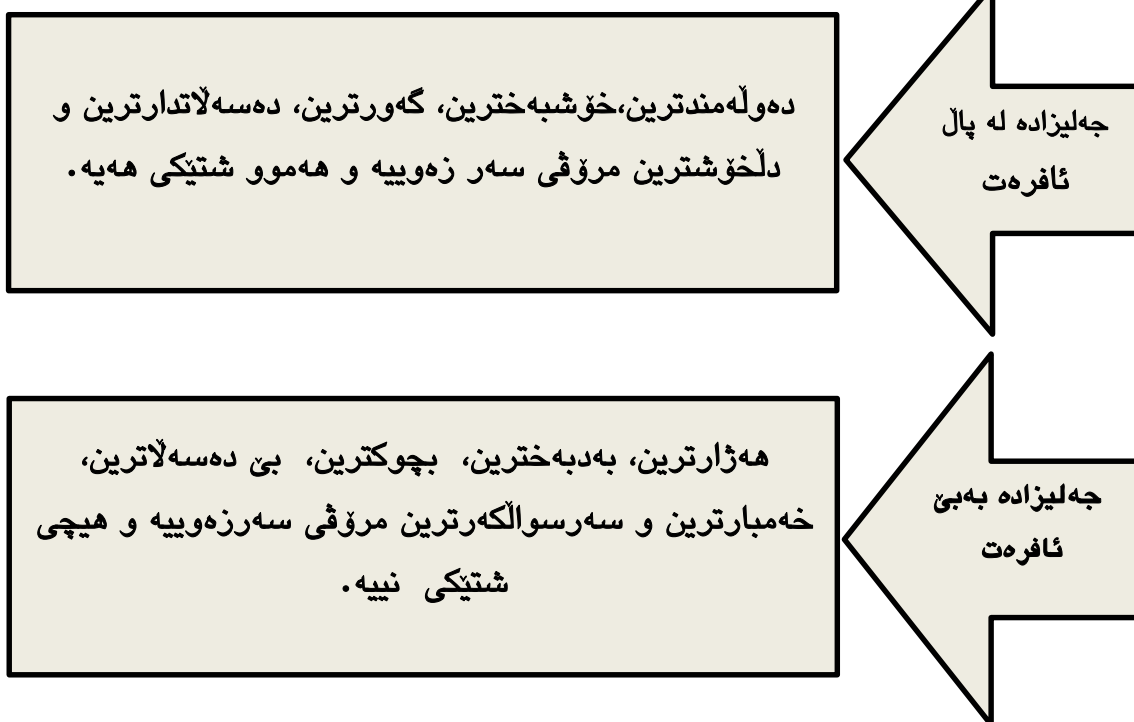 جەلیزادە لە پاڵ
ئافرەت
دەوڵەمندترین،خۆشبەخترین، گەورترین، دەسەڵاتدارترین و
دڵخۆشترین مرۆڤی سەر زەوییە و هەموو شتێکی هەیە.
جەلیزادە بەبێ
ئافرەت
هەژارترین، بەدبەخترین، بچوکترین، بێ دەسەڵاترین،
خەمبارترین و سەرسواڵکەرترین مرۆڤی سەرزەوییە و هیچی
شتێکی نییە.